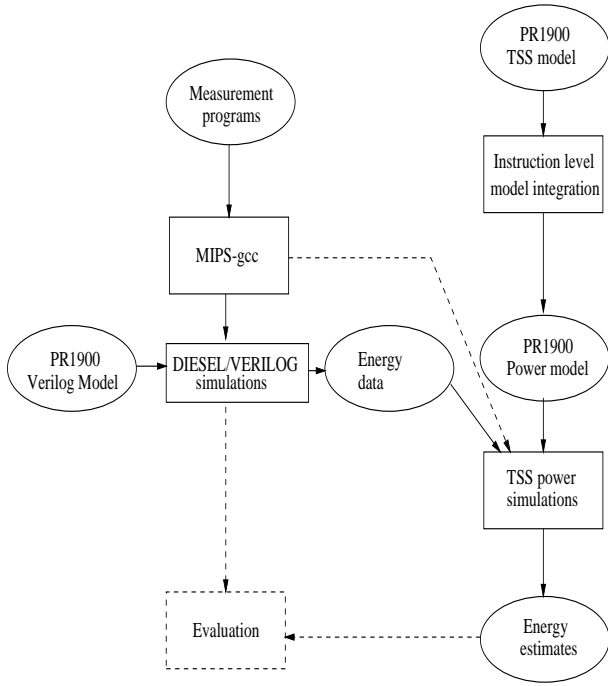 PR1900
TSS model
Measurement
programs
Instruction level
model integration
MIPS-gcc
PR1900
Verilog Model
DIESEL/VERILOG
simulations
Energy
data
PR1900
Power model
TSS power
simulations
Evaluation
Energy
estimates